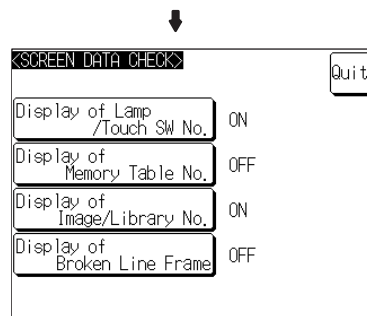 <SCREEN DATA CHECK>
Quit
Display of Lamp
/Touch SW No.
ON
Display of
Memory Table No.
OFF
Display of
Image/Library No.
ON
Display of
Broken Line Frame
OFF